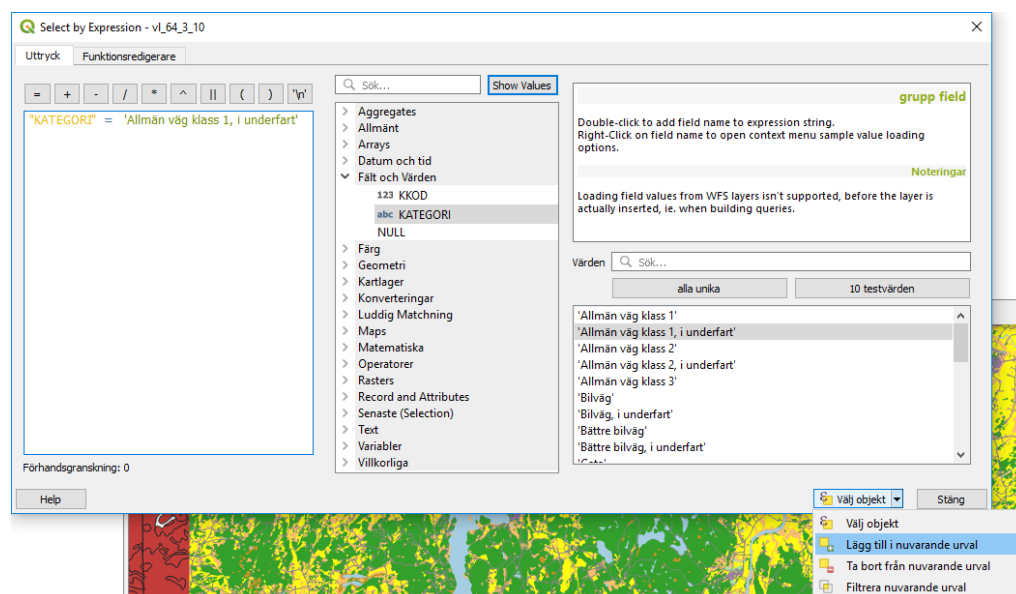 Select by Expression - vl_64_3_10
Uttryck
Funktionsredigerare
= + - / * ^ || ( ) '\n'
"KATEGORI" = 'Allmän väg klass 1, i underfart'
Förhandsgranskning: 0
Sök...
Show Values
Aggregates
Allmänt
Arrays
Datum och tid
Fält och Värden
123 KKOD
abc KATEGORI
NULL
Färg
Geometri
Kartlager
Konverteringar
Luddig Matchning
Maps
Matematiska
Operatorer
Rasters
Record and Attributes
Senaste (Selection)
Text
Variabler
Villkorliga
grupp field
Double-click to add field name to expression string.
Right-Click on field name to open context menu sample value loading
options.
Noteringar
Loading field values from WFS layers isn't supported, before the layer is
actually inserted, ie. when building queries.
Värden
Sök...
alla unika
10 testvärden
'Allmän väg klass 1'
'Allmän väg klass 1, i underfart'
'Allmän väg klass 2'
'Allmän väg klass 2, i underfart'
'Allmän väg klass 3'
'Bilväg'
'Bilväg, i underfart'
'Bättre bilväg'
'Bättre bilväg, i underfart'
Help
Välj objekt
Stäng
Välj objekt
Lägg till i nuvarande urval
Ta bort från nuvarande urval
Filtrera nuvarande urval